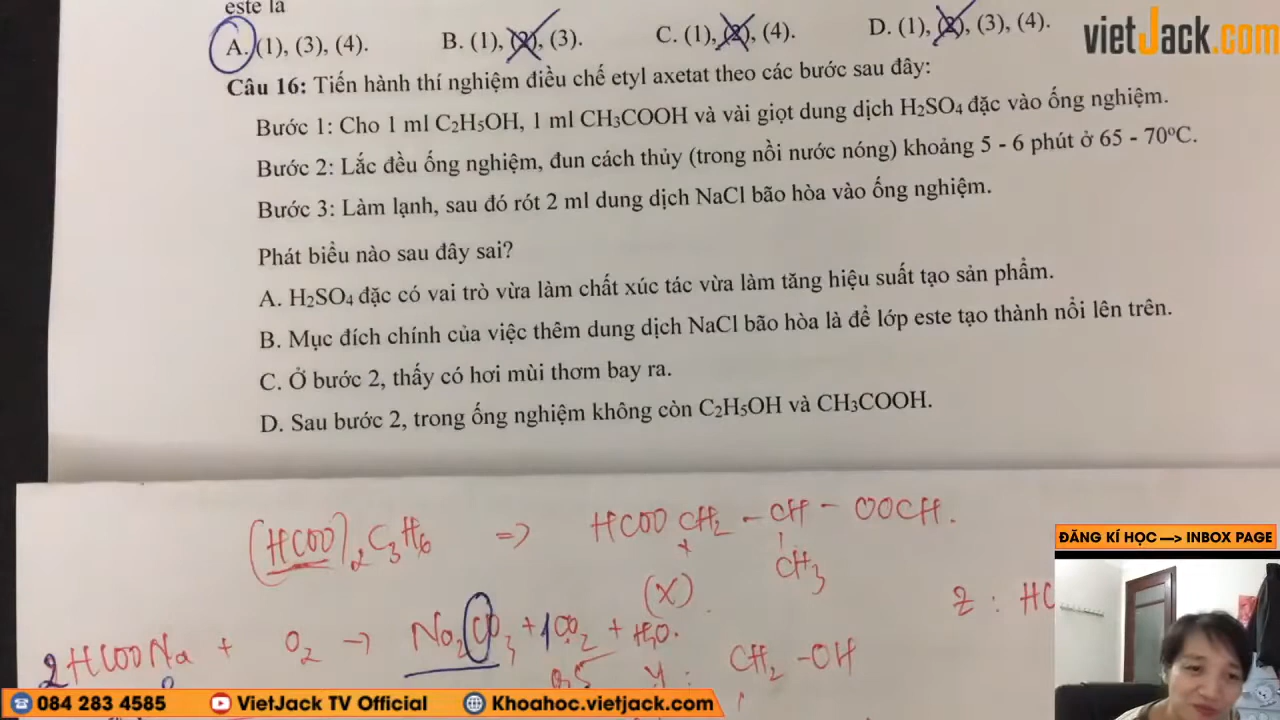 este là
A. (1), (3), (4). B. (1), (2), (3). C. (1), (2), (4). D. (1), (2), (3), (4).
vietJack.com
Câu 16: Tiến hành thí nghiệm điều chế etyl axetat theo các bước sau đây:
Bước 1: Cho 1 ml C₂H₅OH, 1 ml CH₃COOH và vài giọt dung dịch H₂SO₄ đặc vào ống nghiệm.
Bước 2: Lắc đều ống nghiệm, đun cách thủy (trong nồi nước nóng) khoảng 5 - 6 phút ở 65 - 70ºC.
Bước 3: Làm lạnh, sau đó rót 2 ml dung dịch NaCl bão hòa vào ống nghiệm.
Phát biểu nào sau đây sai?
A. H₂SO₄ đặc có vai trò vừa làm chất xúc tác vừa làm tăng hiệu suất tạo sản phẩm.
B. Mục đích chính của việc thêm dung dịch NaCl bão hòa là để lớp este tạo thành nổi lên trên.
C. Ở bước 2, thấy có hơi mùi thơm bay ra.
D. Sau bước 2, trong ống nghiệm không còn C₂H₅OH và CH₃COOH.
(HCOO)₂C₃H₆ => HCOOCH₂ - CH - OOCH.
CH₃
(X)
Z : HC
2HCOONa + O₂ → Na₂CO₃ + 1CO₂ + H₂O.
0,5 Y : CH₂ -OH
ĐĂNG KÍ HỌC —> INBOX PAGE
084 283 4585 VietJack TV Official Khoahoc.vietjack.com